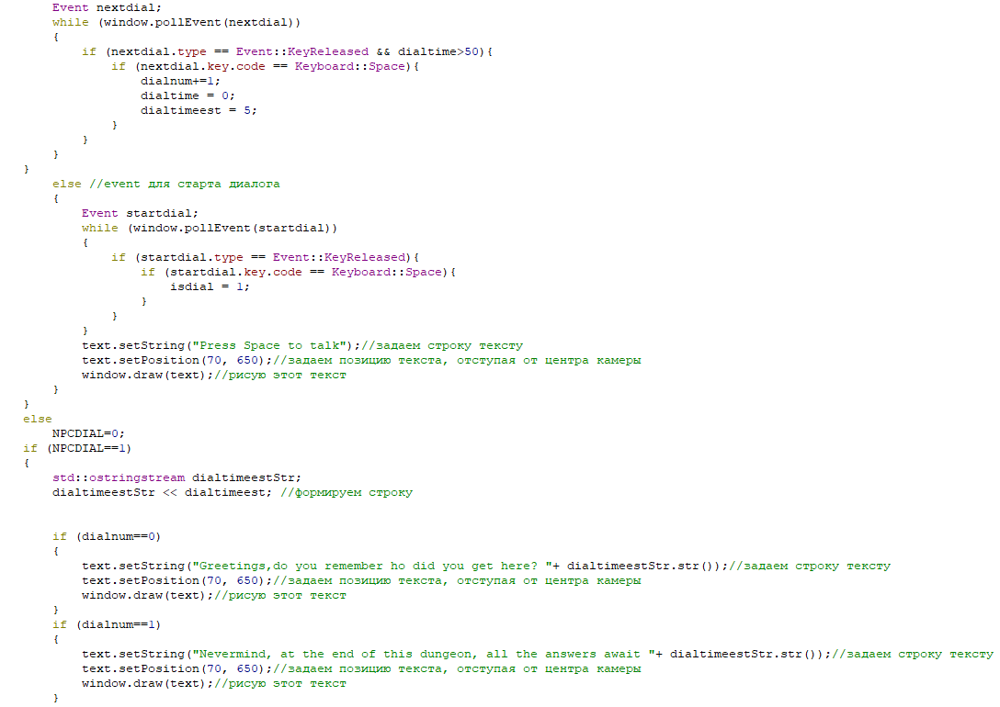 Event nextdial;
while (window.pollEvent(nextdial))
{
if (nextdial.type == Event::KeyReleased && dialtime>50){
if (nextdial.key.code == Keyboard::Space){
dialnum+=1;
dialtime = 0;
dialtimeest = 5;
}
}
}
}
else //event для старта диалога
{
Event startdial;
while (window.pollEvent(startdial))
{
if (startdial.type == Event::KeyReleased){
if (startdial.key.code == Keyboard::Space){
isdial = 1;
}
}
}
text.setString("Press Space to talk");//задаем строку тексту
text.setPosition(70, 650);//задаем позицию текста, отступая от центра камеры
window.draw(text);//рисую этот текст
}
}
else
NPCDIAL=0;
if (NPCDIAL==1)
{
std::ostringstream dialtimeestStr;
dialtimeestStr << dialtimeest; //формируем строку
if (dialnum==0)
{
text.setString("Greetings,do you remember ho did you get here? "+ dialtimeestStr.str());//задаем строку тексту
text.setPosition(70, 650);//задаем позицию текста, отступая от центра камеры
window.draw(text);//рисую этот текст
}
if (dialnum==1)
{
text.setString("Nevermind, at the end of this dungeon, all the answers await "+ dialtimeestStr.str());//задаем строку тексту
text.setPosition(70, 650);//задаем позицию текста, отступая от центра камеры
window.draw(text);//рисую этот текст
}